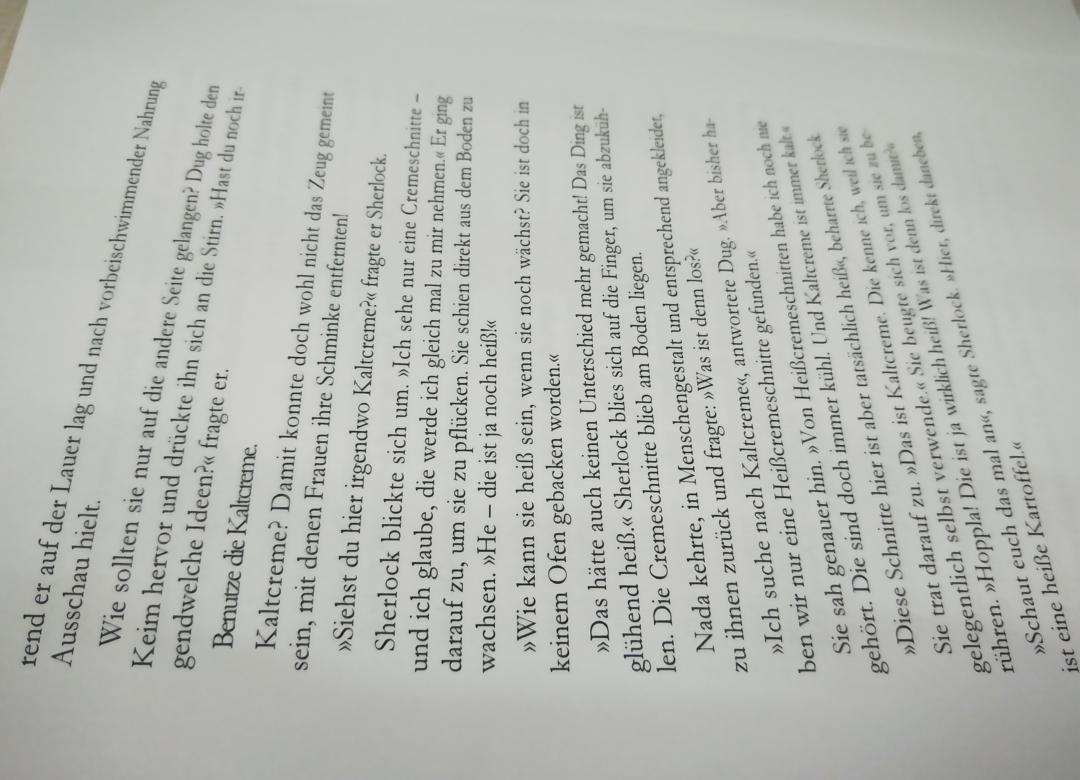 rend er auf der Lauer lag und nach vorbeischwimmender Nahrung
Ausschau hielt.
Wie sollten sie nur auf die andere Seite gelangen? Dug holte den
Keim hervor und drückte ihn sich an die Stirn. »Hast du noch ir-
gendwelche Ideen?« fragte er.
Benutze die Kaltcreme.
Kaltcreme? Damit konnte doch wohl nicht das Zeug gemeint
sein, mit denen Frauen ihre Schminke entfernten!
»Siehst du hier irgendwo Kaltcreme?« fragte er Sherlock.
Sherlock blickte sich um. »Ich sehe nur eine Cremeschnitte –
und ich glaube, die werde ich gleich mal zu mir nehmen.« Er ging
darauf zu, um sie zu pflücken. Sie schien direkt aus dem Boden zu
wachsen. »He – die ist ja noch heiß!«
»Wie kann sie heiß sein, wenn sie noch wächst? Sie ist doch in
keinem Ofen gebacken worden.«
»Das hätte auch keinen Unterschied mehr gemacht! Das Ding ist
glühend heiß.« Sherlock blies sich auf die Finger, um sie abzuküh-
len. Die Cremeschnitte blieb am Boden liegen.
Nada kehrte, in Menschengestalt und entsprechend angekleidet,
zu ihnen zurück und fragte: »Was ist denn los?«
»Ich suche nach Kaltcreme«, antwortete Dug. »Aber bisher ha-
ben wir nur eine Heißcremeschnitte gefunden.«
Sie sah genauer hin. »Von Heißcremeschnitten habe ich noch nie
gehört. Die sind doch immer kühl. Und Kaltcreme ist immer kalt.«
»Diese Schnitte hier ist aber tatsächlich heiß«, beharrte Sherlock.
Sie trat darauf zu. »Das ist Kaltcreme. Die kenne ich, weil ich sie
gelegentlich selbst verwende.« Sie beugte sich vor, um sie zu be-
rühren. »Hoppla! Die ist ja wirklich heiß! Was ist denn los damit?«
»Schaut euch das mal an«, sagte Sherlock. »Hier, direkt daneben,
ist eine heiße Kartoffel.«